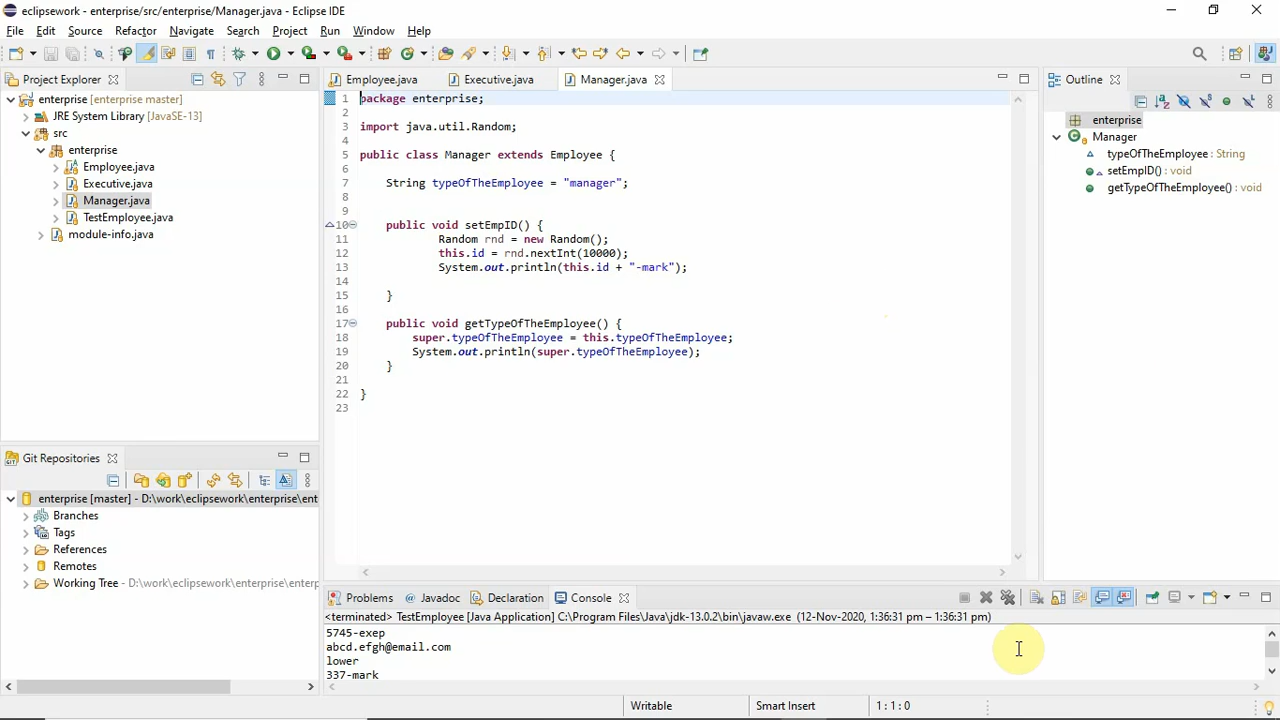 eclipsework - enterprise/src/enterprise/Manager.java - Eclipse IDE
File Edit Source Refactor Navigate Search Project Run Window Help
Project Explorer
enterprise [enterprise master]
JRE System Library [JavaSE-13]
src
enterprise
Employee.java
Executive.java
Manager.java
TestEmployee.java
module-info.java
Git Repositories
enterprise [master] - D:\work\eclipsework\enterprise\ent
Branches
Tags
References
Remotes
Working Tree - D:\work\eclipsework\enterprise\enterp
Employee.java Executive.java Manager.java
1 package enterprise;
2
3 import java.util.Random;
4
5 public class Manager extends Employee {
6
7 String typeOfTheEmployee = "manager";
8
9
10 public void setEmpID() {
11 Random rnd = new Random();
12 this.id = rnd.nextInt(10000);
13 System.out.println(this.id + "-mark");
14
15 }
16
17 public void getTypeOfTheEmployee() {
18 super.typeOfTheEmployee = this.typeOfTheEmployee;
19 System.out.println(super.typeOfTheEmployee);
20 }
21
22 }
23
Outline
enterprise
Manager
typeOfTheEmployee : String
setEmpID() : void
getTypeOfTheEmployee() : void
Problems Javadoc Declaration Console
<terminated> TestEmployee [Java Application] C:\Program Files\Java\jdk-13.0.2\bin\javaw.exe (12-Nov-2020, 1:36:31 pm – 1:36:31 pm)
5745-exep
abcd.efgh@email.com
lower
337-mark
Writable Smart Insert 1 : 1 : 0